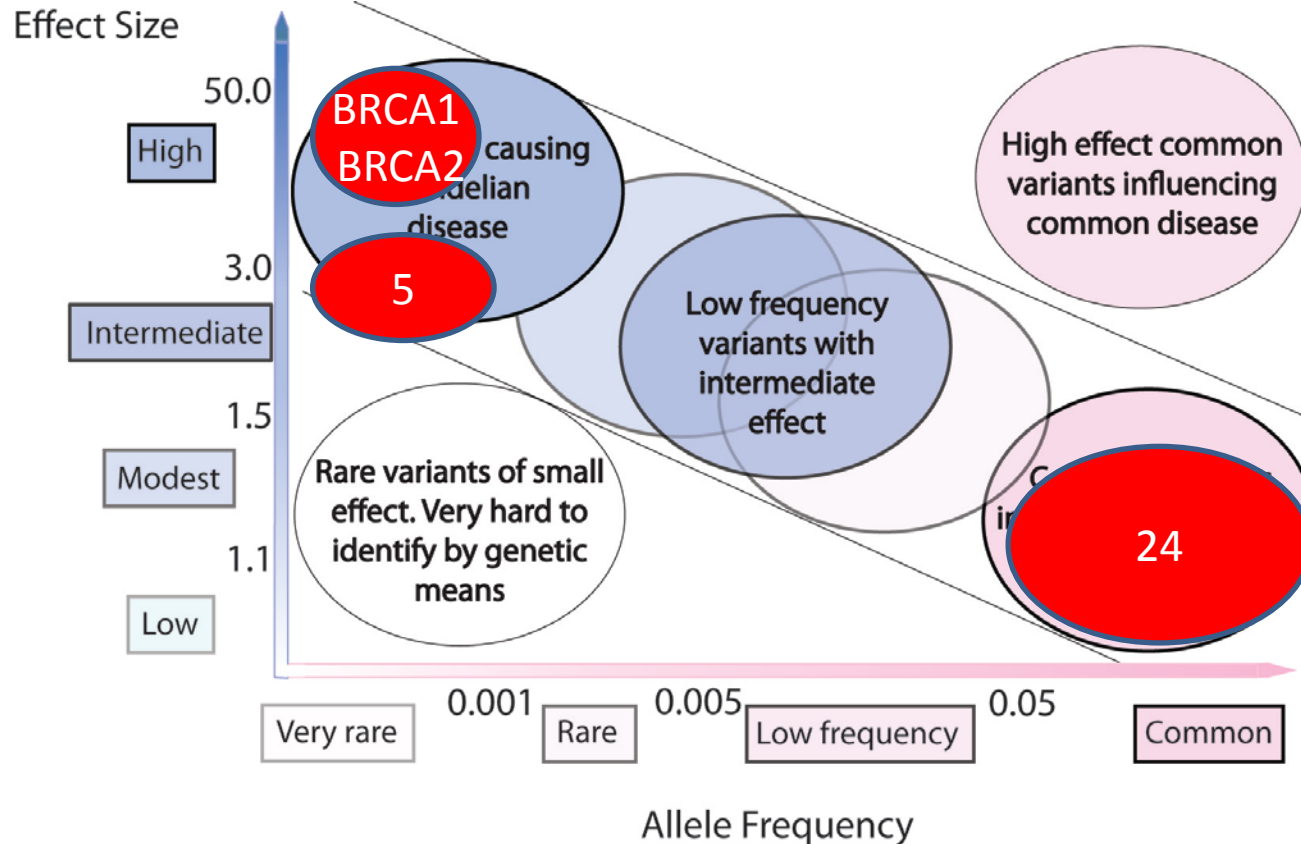 Effect Size
50.0
High
3.0
Intermediate
1.5
Modest
1.1
Low
BRCA1
BRCA2
causing
disease
5
High effect common
variants influencing
common disease
Low frequency
variants with
intermediate
effect
Rare variants of small
effect. Very hard to
identify by genetic
means
24
0.001
0.005
0.05
Very rare
Rare
Low frequency
Common
Allele Frequency